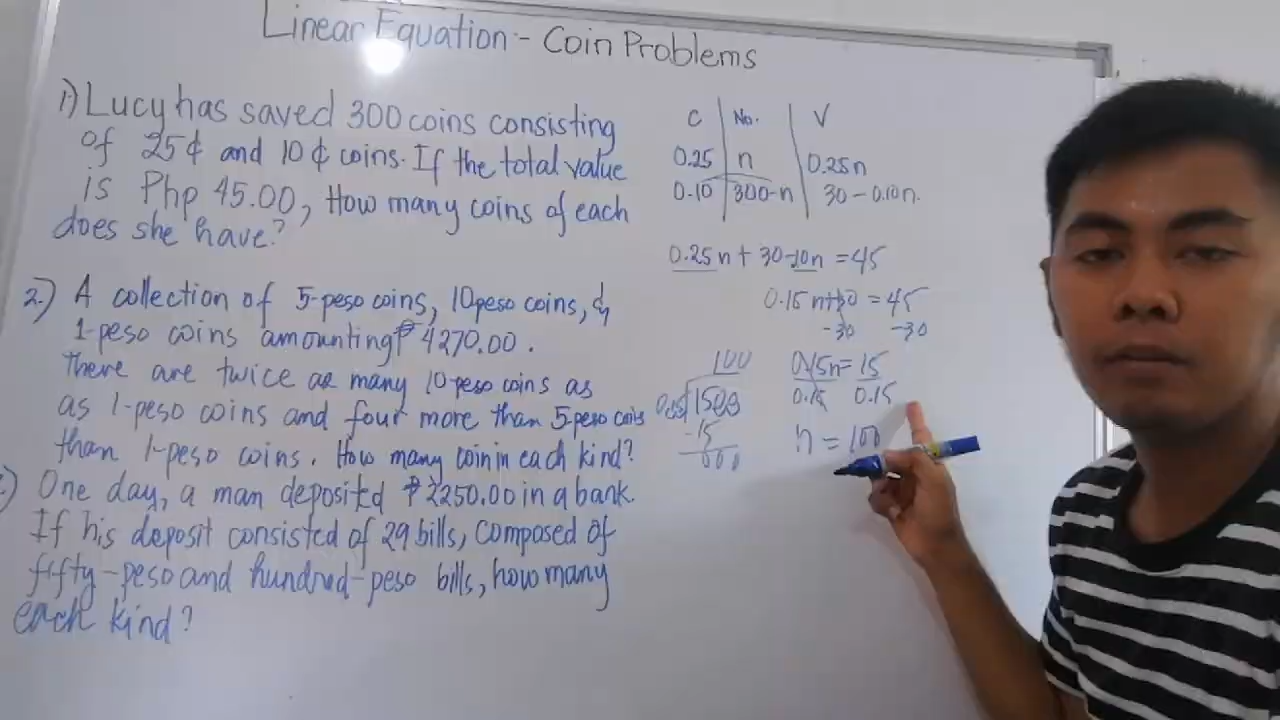 Linear Equation - Coin Problems
1.) Lucy has saved 300 coins consisting
of 25¢ and 10¢ coins. If the total value
is Php 45.00, How many coins of each
does she have?
2.) A collection of 5-peso coins, 10peso coins, &
1-peso coins amounting ₱4270.00.
There are twice as many 10-peso coins as
as 1-peso coins and four more than 5-peso coins
than 1-peso coins. How many coin in each kind?
One day, a man deposited ₱2250.00 in a bank.
If his deposit consisted of 29 bills, composed of
fifty-peso and hundred-peso bills, how many
each kind?
C No. V
0.25 n 0.25n
0.10 300-n 30-0.10n.
0.25n + 30-.10n = 45
0.15n+30 = 45
-30 -30
0.15n = 15
0.15 0.15
n = 100
100
0.15 1500
-15
000